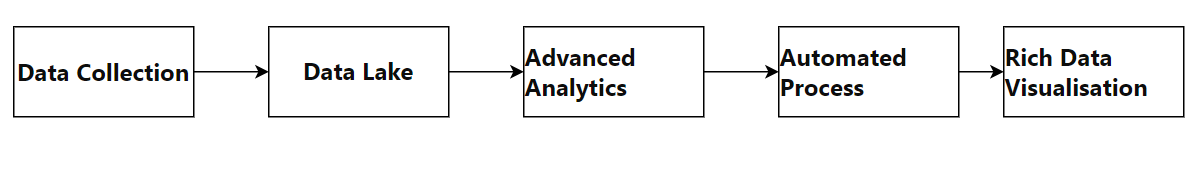 Data Collection
Data Lake
Advanced
Analytics
Automated
Process
Rich Data
Visualisation